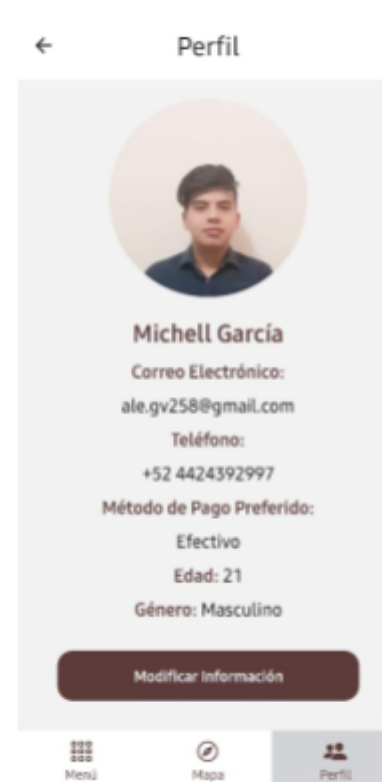 Perfil
Michell García
Correo Electrónico:
ale.gv258@gmail.com
Teléfono:
+52 4424392997
Método de Pago Preferido:
Efectivo
Edad: 21
Género: Masculino
Modificar Información
Menú
Mapa
Perfil